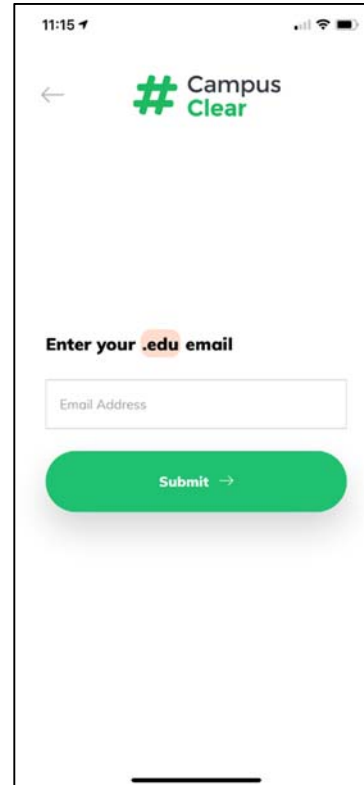 11:15
# Campus
Clear
Enter your .edu email
Email Address
Submit →